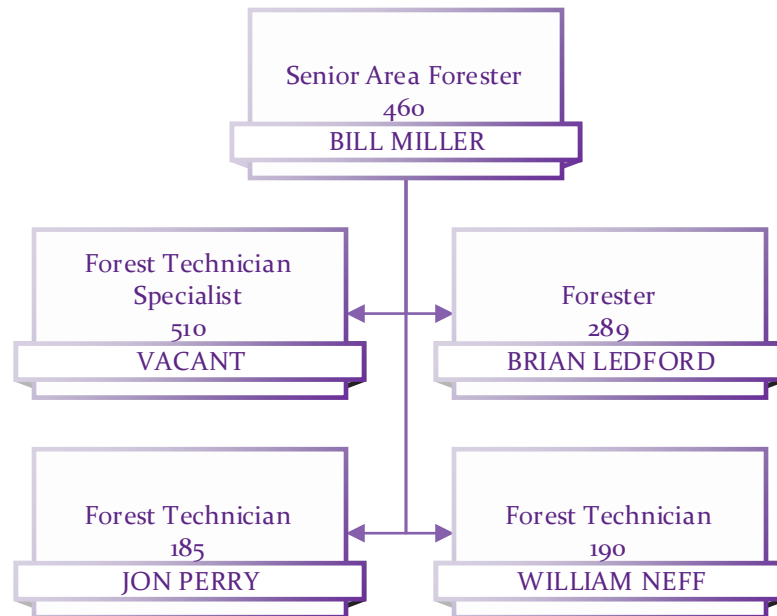 Senior Area Forester
460
BILL MILLER
Forest Technician
Specialist
510
VACANT
Forester
289
BRIAN LEDFORD
Forest Technician
185
JON PERRY
Forest Technician
190
WILLIAM NEFF